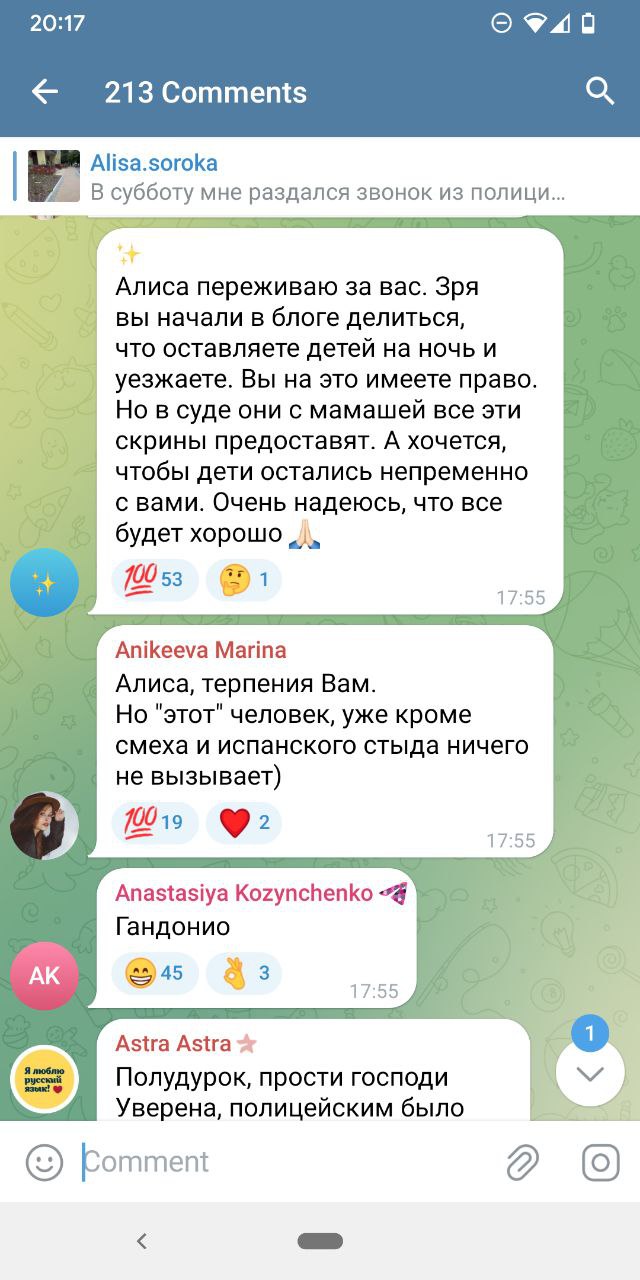 20:17
213 Comments
Alisa.soroka
В субботу мне раздался звонок из полици...
✨
Алиса переживаю за вас. Зря
вы начали в блоге делиться,
что оставляете детей на ночь и
уезжаете. Вы на это имеете право.
Но в суде они с мамашей все эти
скрины предоставят. А хочется,
чтобы дети остались непременно
с вами. Очень надеюсь, что все
будет хорошо 🙏🏻
💯 53 🤔 1
17:55
Anikeeva Marina
Алиса, терпения Вам.
Но "этот" человек, уже кроме
смеха и испанского стыда ничего
не вызывает)
💯 19 ❤ 2
17:55
Anastasiya Kozynchenko
Гандонио
AK
😁 45 👌 3
17:55
Astra Astra
Я люблю
русский
язык!
Полудурок, прости господи
Уверена, полицейским было
1
Comment